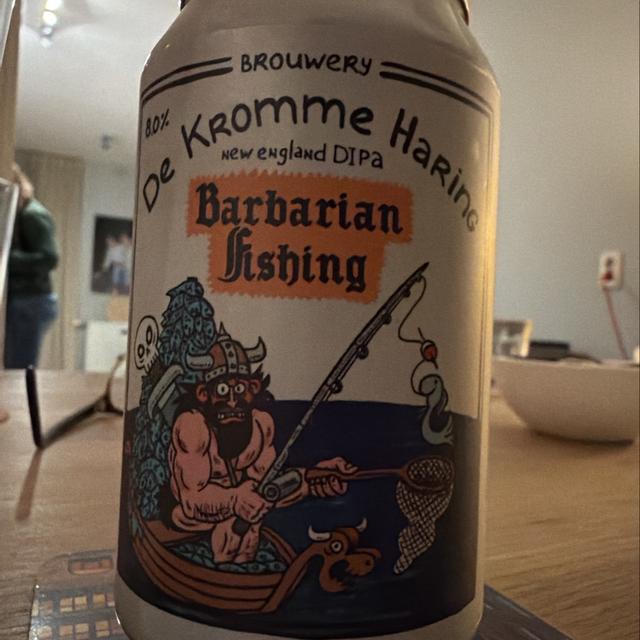 BROUWERY
8.0%
De Kromme Haring
new england DIPa
Barbarian
Fishing